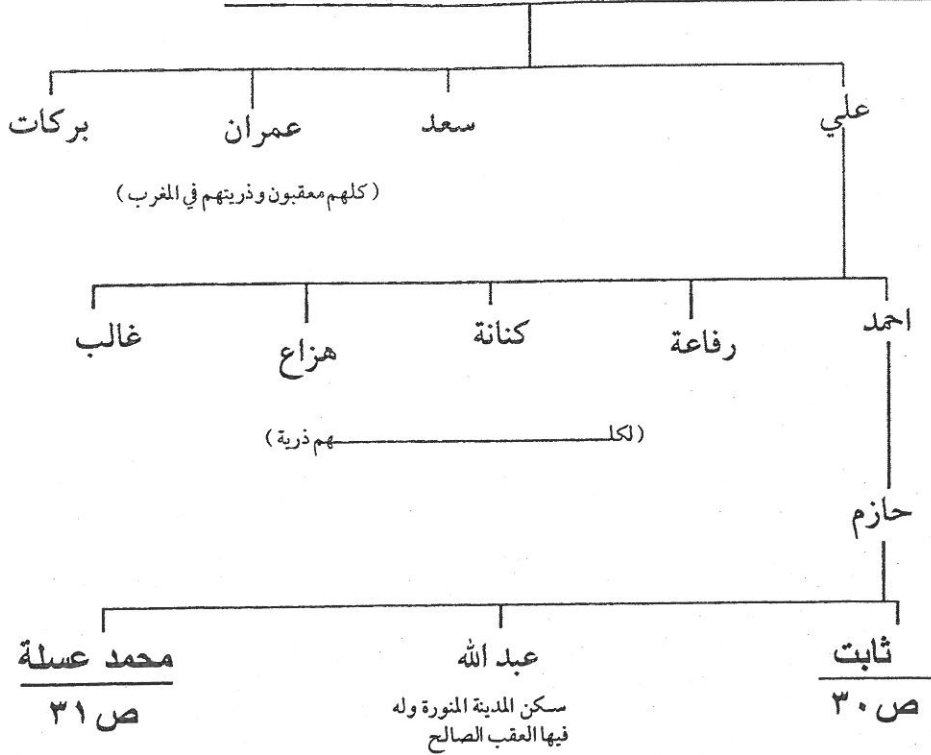 علي
سعد
عمران
بركات
(كلهم معقبون وذريتهم في المغرب)
احمد
رفاعة
كنانة
هزاع
غالب
(لكلــــــــهم ذرية)
حازم
ثابت
ص ٣٠
عبد الله
سكن المدينة المنورة وله
فيها العقب الصالح
محمد عسلة
ص ٣١